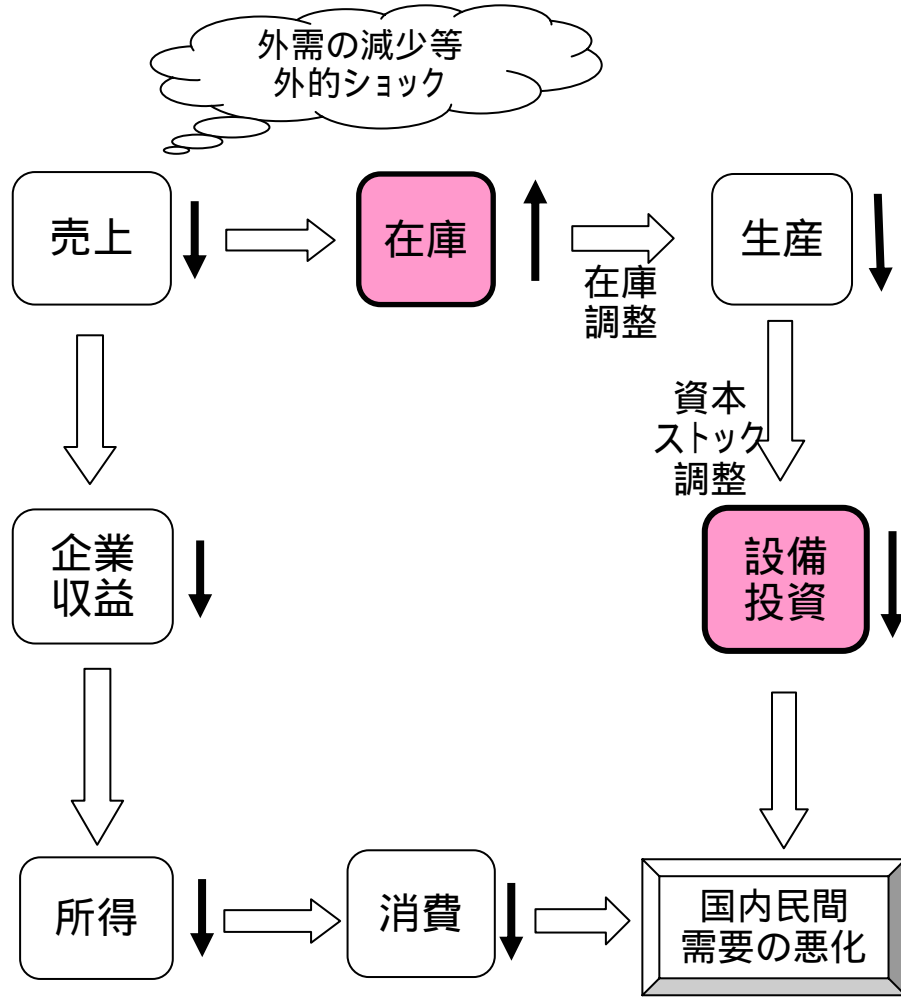 外需の減少等
外的ショック
売上
在庫
生産
在庫
調整
資本
ストック
調整
企業
収益
設備
投資
所得
消費
国内民間
需要の悪化